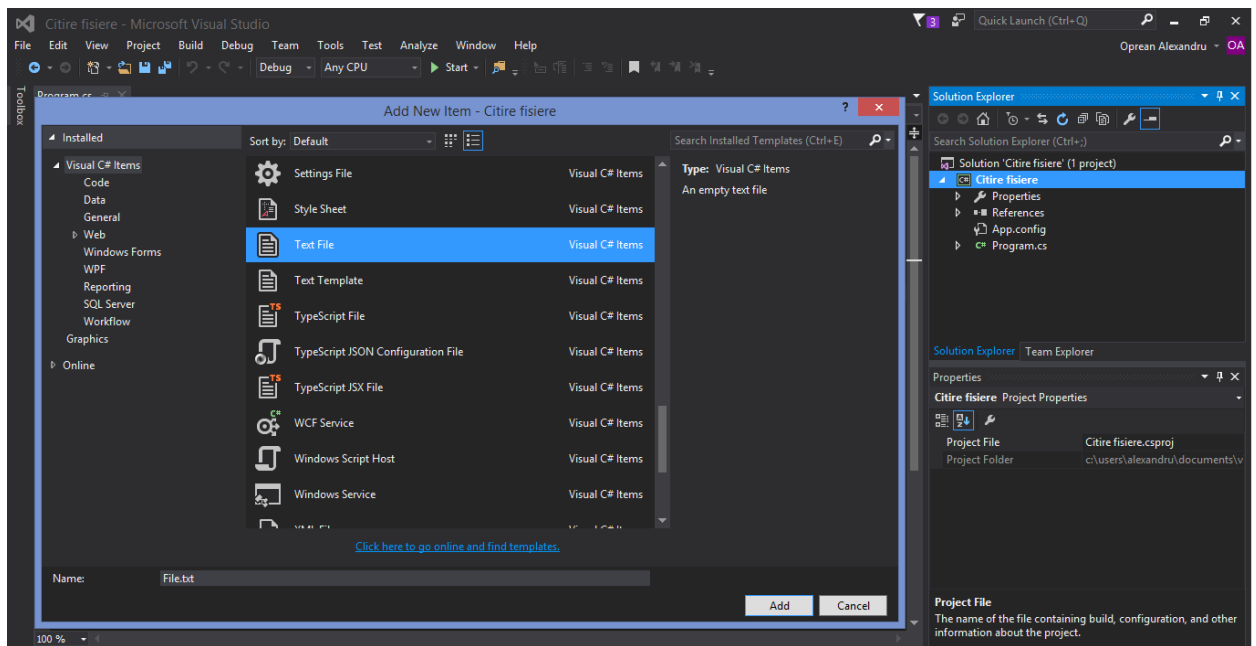 Citire fisiere - Microsoft Visual Studio
3
Quick Launch (Ctrl+Q)
File Edit View Project Build Debug Team Tools Test Analyze Window Help
Oprean Alexandru OA
Debug Any CPU Start
Toolbox
Program.cs
Add New Item - Citire fisiere
?
Installed
Sort by: Default
Search Installed Templates (Ctrl+E)
Visual C# Items
Code
Data
General
Web
Windows Forms
WPF
Reporting
SQL Server
Workflow
Graphics
Online
Settings File Visual C# Items
Style Sheet Visual C# Items
Text File Visual C# Items
Text Template Visual C# Items
TypeScript File Visual C# Items
TypeScript JSON Configuration File Visual C# Items
TypeScript JSX File Visual C# Items
WCF Service Visual C# Items
Windows Script Host Visual C# Items
Windows Service Visual C# Items
Type: Visual C# Items
An empty text file
Click here to go online and find templates.
Name: File.txt
Add Cancel
100 %
Solution Explorer
Search Solution Explorer (Ctrl+;)
Solution 'Citire fisiere' (1 project)
C# Citire fisiere
Properties
References
App.config
C# Program.cs
Solution Explorer Team Explorer
Properties
Citire fisiere Project Properties
Project File Citire fisiere.csproj
Project Folder c:\users\alexandru\documents\v
Project File
The name of the file containing build, configuration, and other
information about the project.